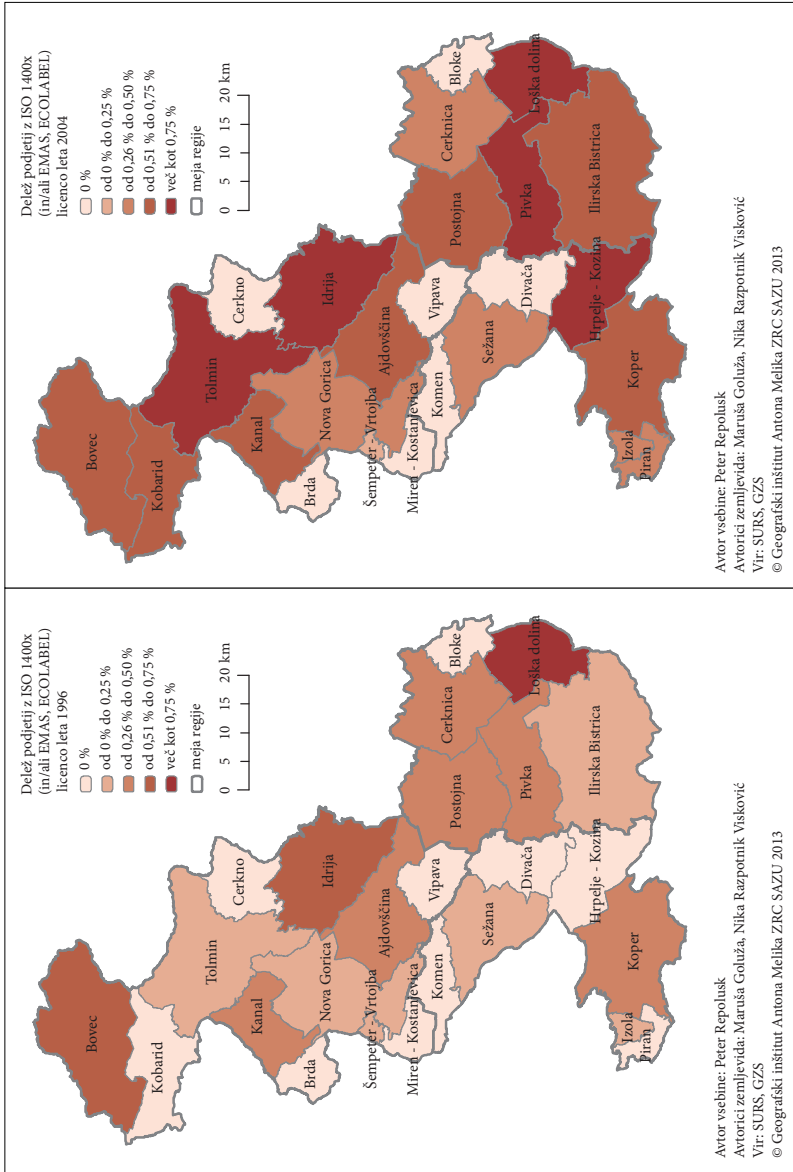 Delež podjetij z ISO 1400x
(in/ali EMAS, ECOLABEL)
licenco leta 1996
0 %
od 0 % do 0,25 %
od 0,26 % do 0,50 %
od 0,51 % do 0,75 %
več kot 0,75 %
meja regije
0 5 10 15 20 km
Bovec
Kobarid
Tolmin
Cerkno
Kanal
Idrija
Brda
Nova Gorica
Šempeter - Vrtojba
Ajdovščina
Miren - Kostanjevica
Vipava
Komen
Postojna
Cerknica
Bloke
Sežana
Divača
Pivka
Loška dolina
Hrpelje - Kozina
Ilirska Bistrica
Izola
Piran
Koper
Avtor vsebine: Peter Repolusk
Avtorici zemljevida: Maruša Goluža, Nika Razpotnik Visković
Vir: SURS, GZS
© Geografski inštitut Antona Melika ZRC SAZU 2013
Delež podjetij z ISO 1400x
(in/ali EMAS, ECOLABEL)
licenco leta 2004
0 %
od 0 % do 0,25 %
od 0,26 % do 0,50 %
od 0,51 % do 0,75 %
več kot 0,75 %
meja regije
0 5 10 15 20 km
Bovec
Kobarid
Tolmin
Cerkno
Kanal
Idrija
Brda
Nova Gorica
Šempeter - Vrtojba
Ajdovščina
Miren - Kostanjevica
Vipava
Komen
Postojna
Cerknica
Bloke
Sežana
Divača
Pivka
Loška dolina
Hrpelje - Kozina
Ilirska Bistrica
Izola
Piran
Koper
Avtor vsebine: Peter Repolusk
Avtorici zemljevida: Maruša Goluža, Nika Razpotnik Visković
Vir: SURS, GZS
© Geografski inštitut Antona Melika ZRC SAZU 2013